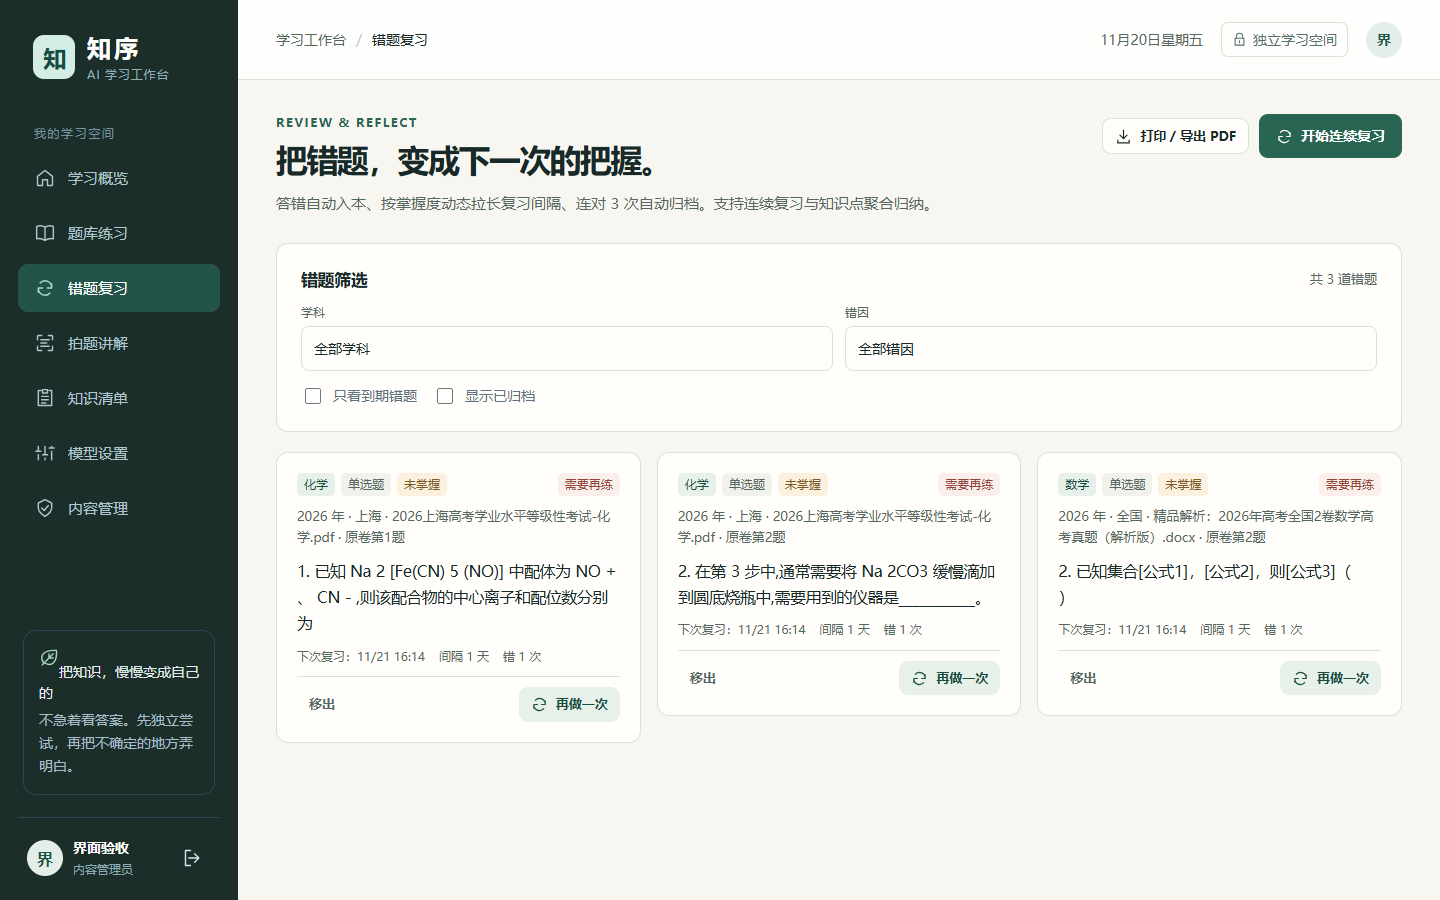 知
知序
AI 学习工作台
我的学习空间
学习概览
题库练习
错题复习
拍题讲解
知识清单
模型设置
内容管理
把知识，慢慢变成自己
的
不急着看答案。先独立尝
试，再把不确定的地方弄
明白。
界
界面验收
内容管理员
学习工作台 / 错题复习
11月20日星期五
独立学习空间
界
REVIEW & REFLECT
把错题，变成下一次的把握。
答错自动入本、按掌握度动态拉长复习间隔、连对 3 次自动归档。支持连续复习与知识点聚合归纳。
打印 / 导出 PDF
开始连续复习
错题筛选
共 3 道错题
学科
错因
全部学科
全部错因
只看到期错题
显示已归档
化学 单选题 未掌握 需要再练
2026 年 · 上海 · 2026上海高考学业水平等级性考试-化
学.pdf · 原卷第1题
1. 已知 Na 2 [Fe(CN) 5 (NO)] 中配体为 NO +
、 CN - ,则该配合物的中心离子和配位数分别
为
下次复习：11/21 16:14 间隔 1 天 错 1 次
移出
再做一次
化学 单选题 未掌握 需要再练
2026 年 · 上海 · 2026上海高考学业水平等级性考试-化
学.pdf · 原卷第2题
2. 在第 3 步中,通常需要将 Na 2CO3 缓慢滴加
到圆底烧瓶中,需要用到的仪器是__________。
下次复习：11/21 16:14 间隔 1 天 错 1 次
移出
再做一次
数学 单选题 未掌握 需要再练
2026 年 · 全国 · 精品解析：2026年高考全国2卷数学高
考真题（解析版）.docx · 原卷第2题
2. 已知集合[公式1]，[公式2]，则[公式3]（
）
下次复习：11/21 16:14 间隔 1 天 错 1 次
移出
再做一次